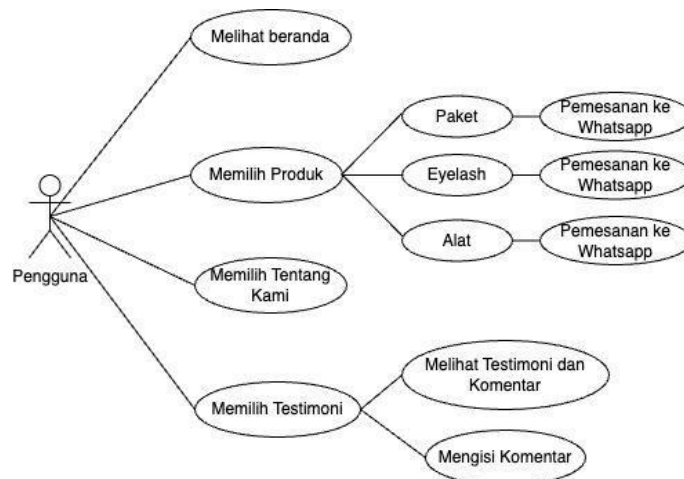 Melihat beranda
Paket
Pemesanan ke
Whatsapp
Memilih Produk
Eyelash
Pemesanan ke
Whatsapp
Alat
Pemesanan ke
Whatsapp
Pengguna
Memilih Tentang
Kami
Melihat Testimoni dan
Komentar
Memilih Testimoni
Mengisi Komentar